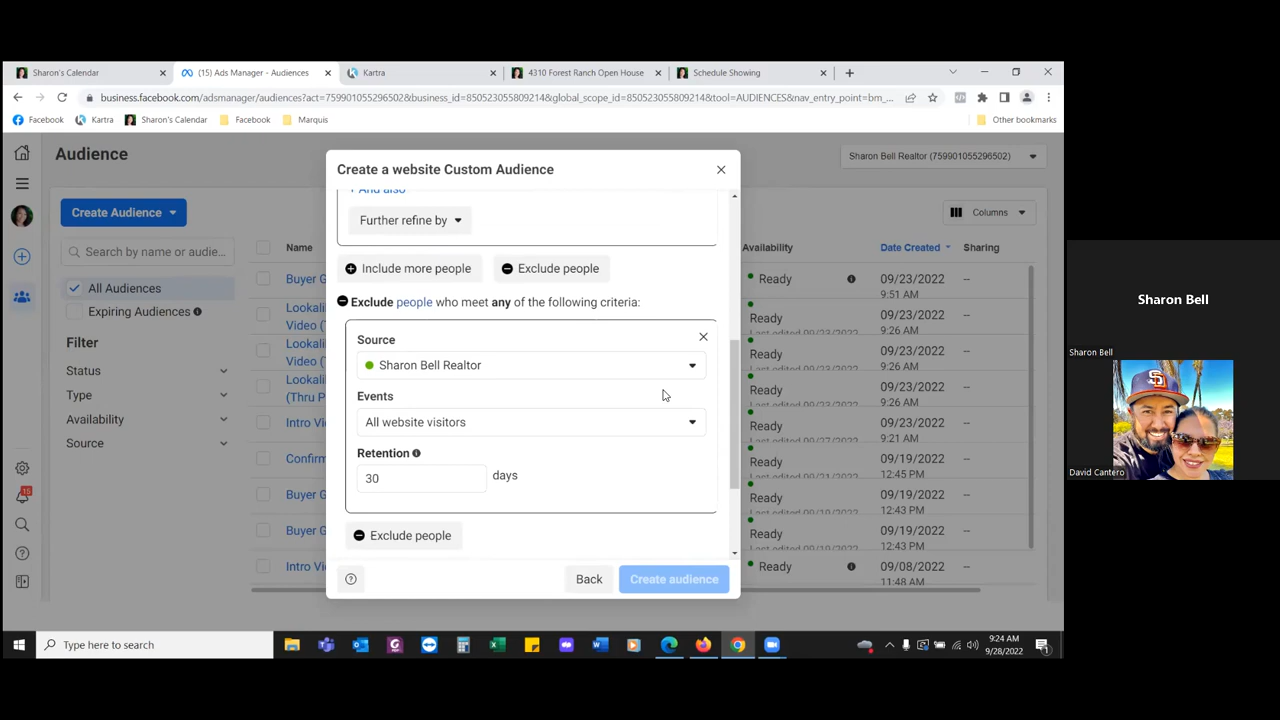 Sharon's Calendar
(15) Ads Manager - Audiences
Kartra
4310 Forest Ranch Open House
Schedule Showing
business.facebook.com/adsmanager/audiences?act=759901055296502&business_id=850523055809214&global_scope_id=850523055809214&tool=AUDIENCES&nav_entry_point=bm_...
Facebook
Kartra
Sharon's Calendar
Facebook
Marquis
Other bookmarks
Audience
Sharon Bell Realtor (759901055296502)
Create Audience
Columns
Search by name or audie...
All Audiences
Expiring Audiences
Filter
Status
Type
Availability
Source
Name
Availability
Date Created
Sharing
Buyer G
Ready
09/23/2022
--
9:51 AM
Lookali
Video (
Ready
09/23/2022
--
Last edited 09/23/2022
9:26 AM
Lookali
Video (
Ready
09/23/2022
--
9:26 AM
Lookali
(Thru P
Ready
09/23/2022
--
9:26 AM
Intro Vi
Ready
09/23/2022
--
9:21 AM
Confirm
Ready
09/19/2022
--
12:45 PM
Buyer G
Ready
09/19/2022
--
12:43 PM
Buyer G
Ready
09/19/2022
--
12:43 PM
Intro Vi
Ready
09/08/2022
--
11:48 AM
Create a website Custom Audience
+ And also
Further refine by
Include more people
Exclude people
Exclude people who meet any of the following criteria:
Source
Sharon Bell Realtor
Events
All website visitors
Retention
30
days
Exclude people
Back
Create audience
Type here to search
9:24 AM
9/28/2022
Sharon Bell
Sharon Bell
David Cantero